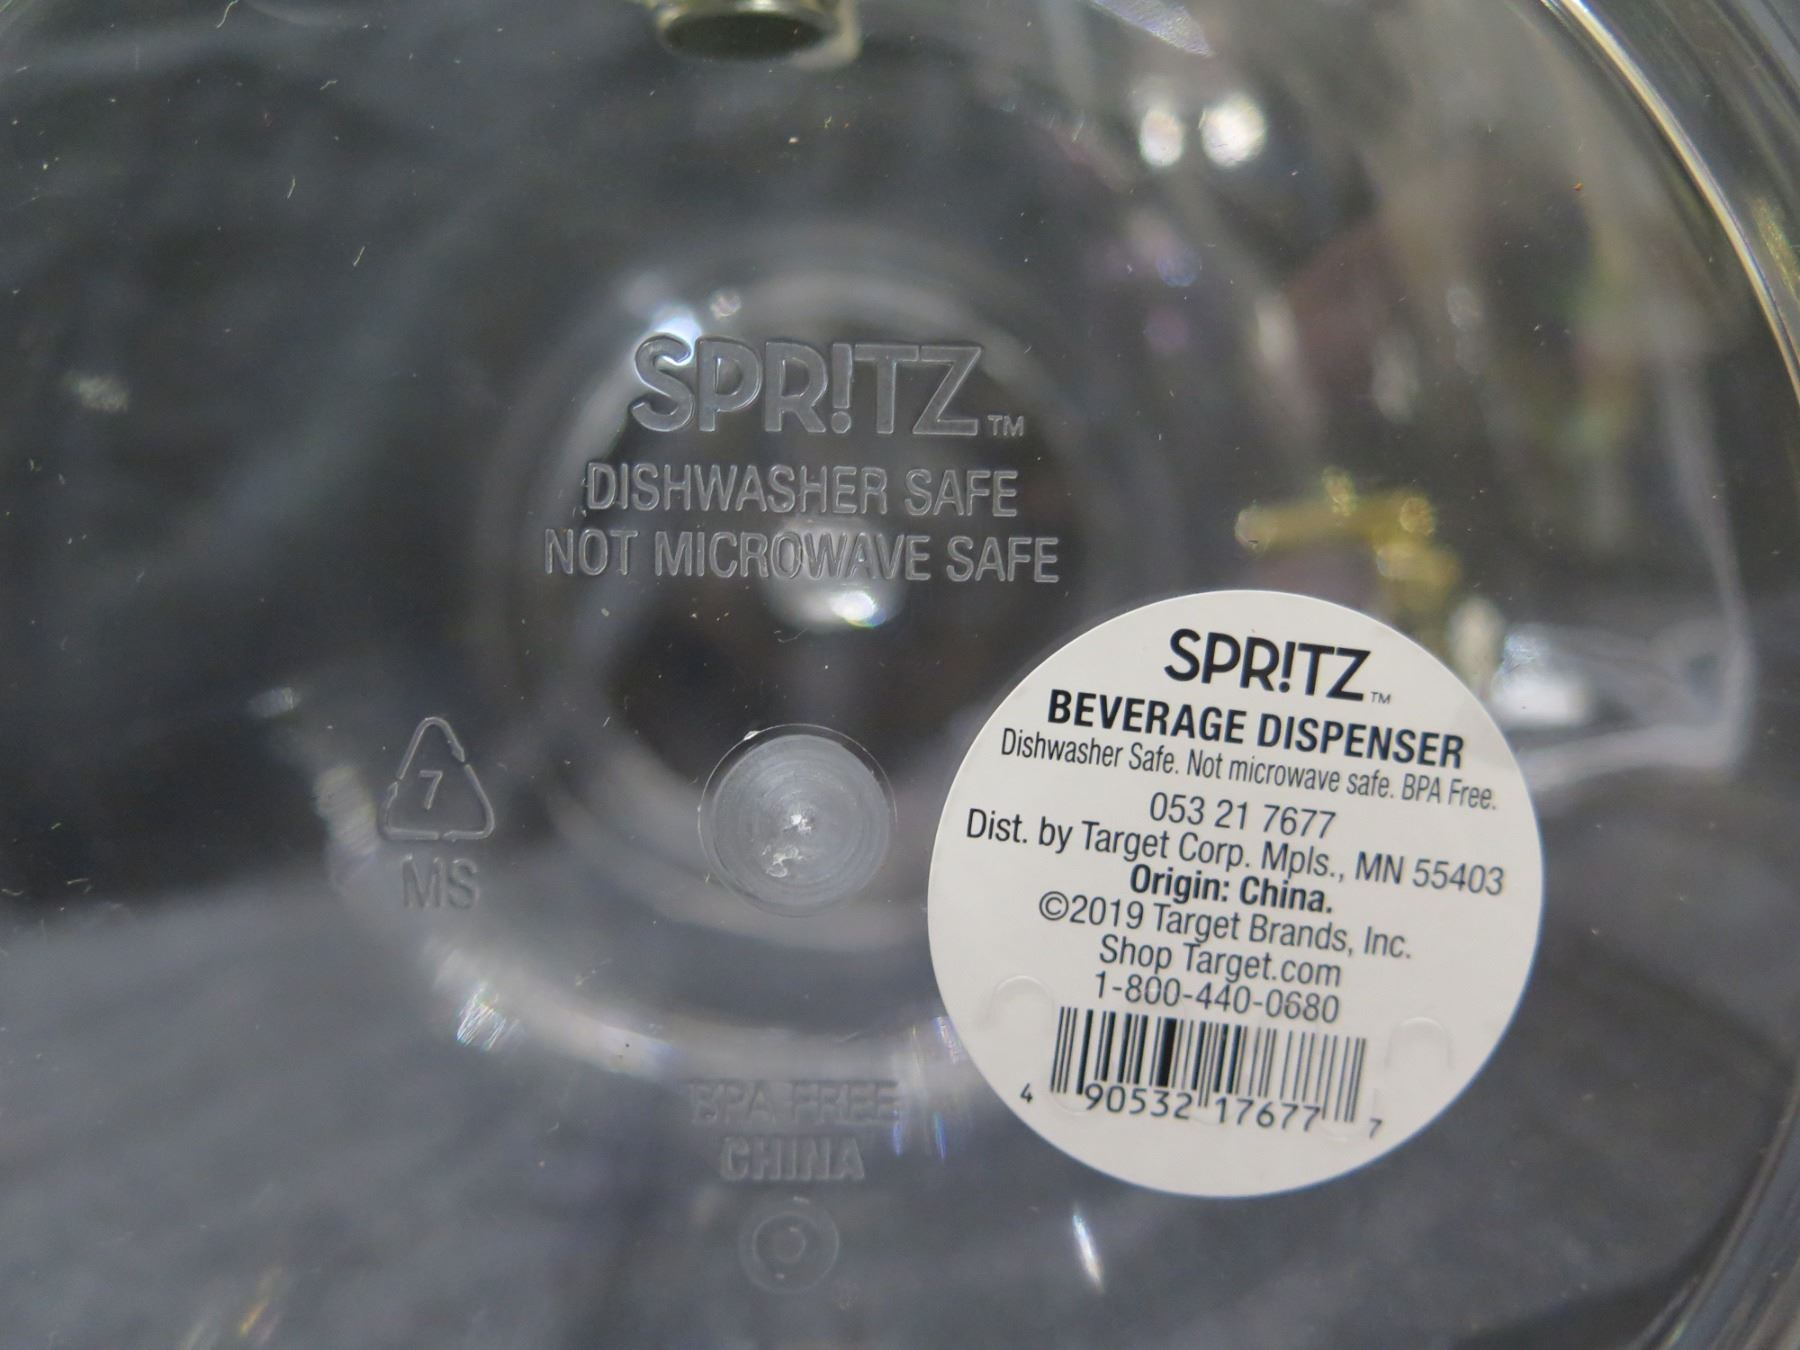 SPR!TZ™
DISHWASHER SAFE
NOT MICROWAVE SAFE
7
MS
BPA FREE
CHINA
SPR!TZ™
BEVERAGE DISPENSER
Dishwasher Safe. Not microwave safe. BPA Free.
053 21 7677
Dist. by Target Corp. Mpls., MN 55403
Origin: China.
©2019 Target Brands, Inc.
Shop Target.com
1-800-440-0680
4 90532 17677 7